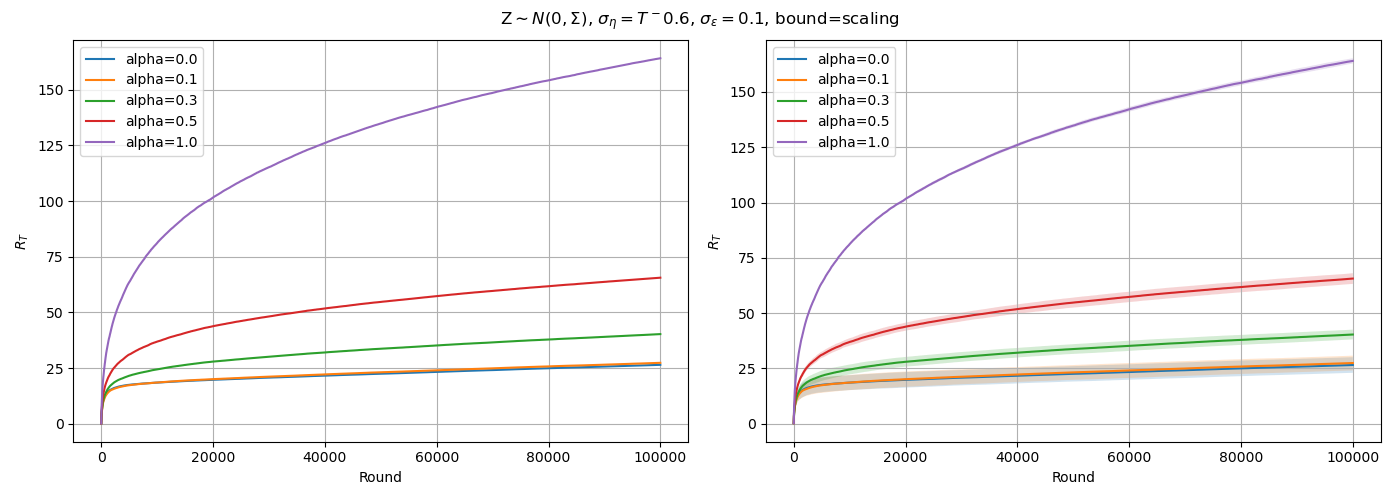 Z ~ N(0, Σ), σ_η = T⁻0.6, σ_ε = 0.1, bound=scaling
alpha=0.0
alpha=0.1
alpha=0.3
alpha=0.5
alpha=1.0
R_T
150
125
100
75
50
25
0
0 20000 40000 60000 80000 100000
Round
alpha=0.0
alpha=0.1
alpha=0.3
alpha=0.5
alpha=1.0
R_T
150
125
100
75
50
25
0
0 20000 40000 60000 80000 100000
Round